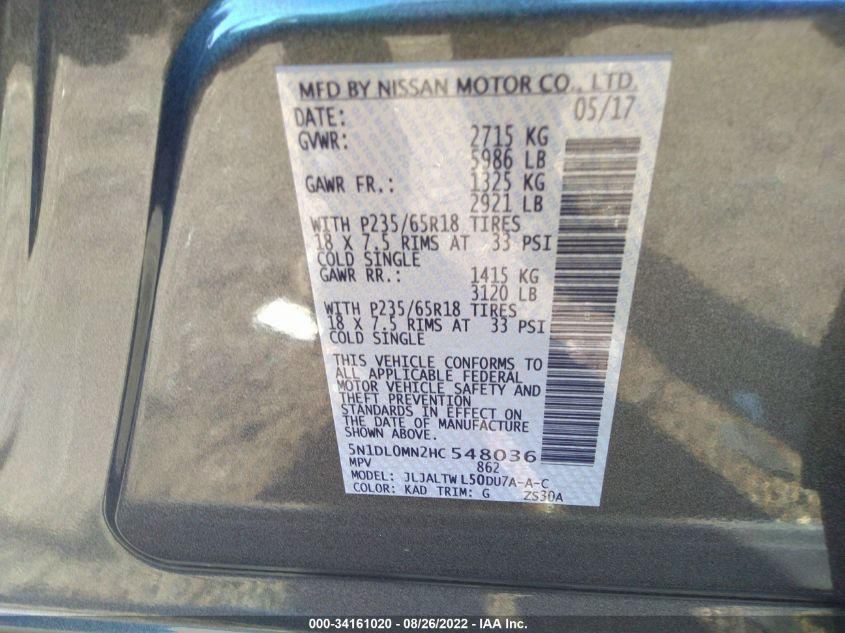 MFD BY NISSAN MOTOR CO., LTD.
DATE: 05/17
GVWR: 2715 KG
5986 LB
GAWR FR.: 1325 KG
2921 LB
WITH P235/65R18 TIRES
18 X 7.5 RIMS AT 33 PSI
COLD SINGLE
GAWR RR.: 1415 KG
3120 LB
WITH P235/65R18 TIRES
18 X 7.5 RIMS AT 33 PSI
COLD SINGLE
THIS VEHICLE CONFORMS TO
ALL APPLICABLE FEDERAL
MOTOR VEHICLE SAFETY AND
THEFT PREVENTION
STANDARDS IN EFFECT ON
THE DATE OF MANUFACTURE
SHOWN ABOVE.
5N1DL0MN2HC548036
MPV 862
MODEL: JLJALTWL50DU7A-A-C
COLOR: KAD TRIM: G ZS30A
000-34161020 - 08/26/2022 - IAA Inc.